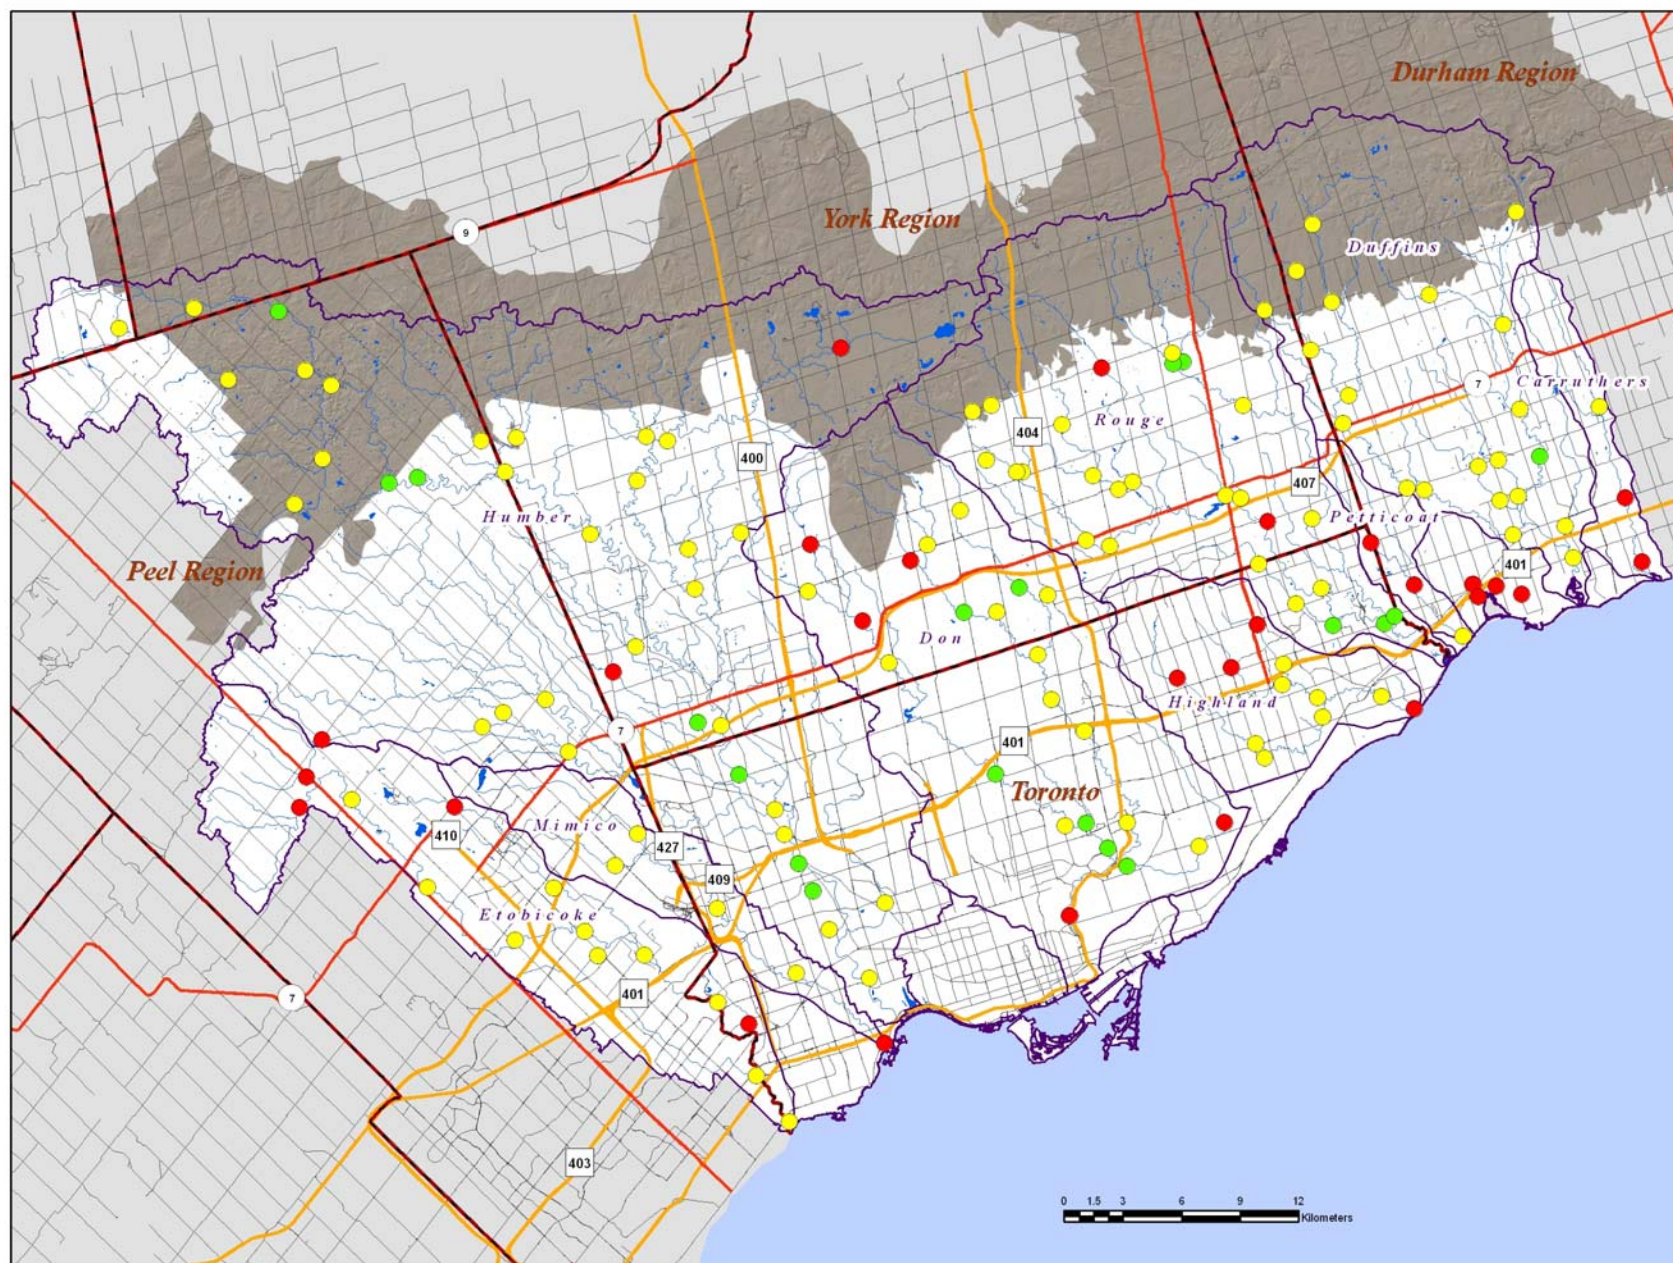 Durham Region
York Region
9
Duffins
7
Carruthers
Rouge
404
400
407
Humber
Petticoat
Peel Region
401
Don
Highland
7
401
Toronto
Mimico
410
427
409
Etobicoke
401
7
403
0 1.5 3 6 9 12
Kilometers